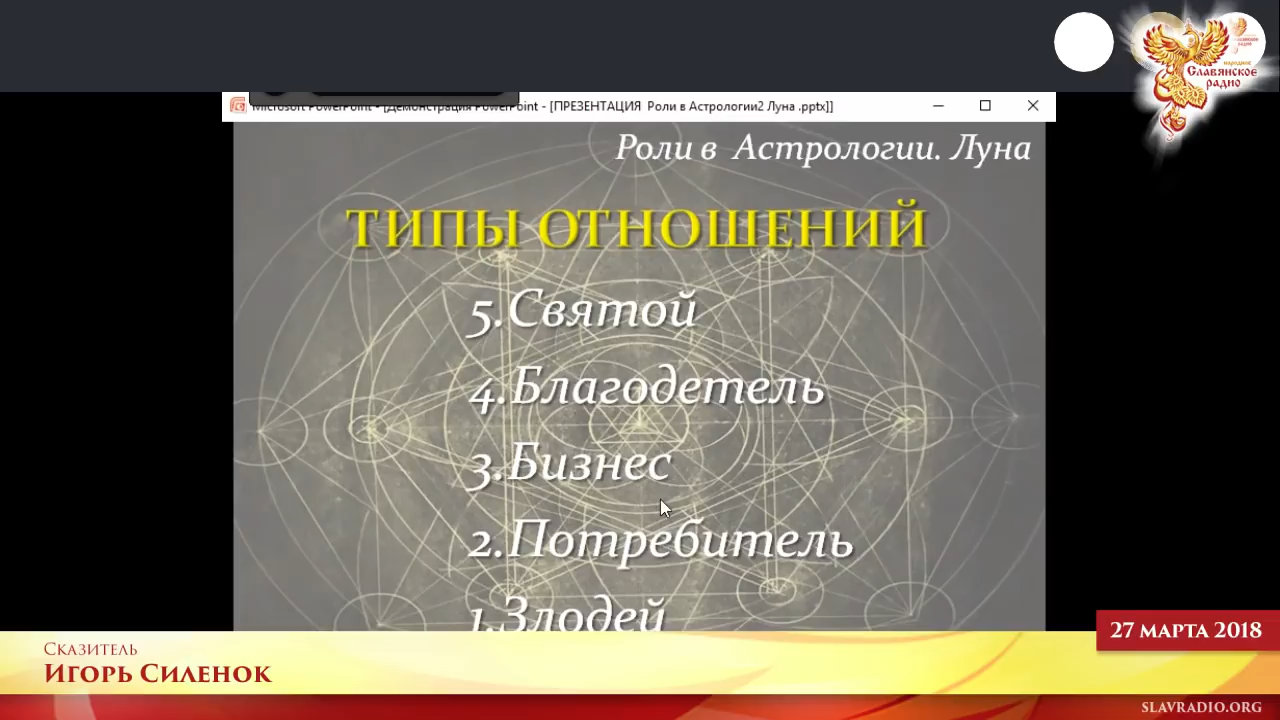 народное
Славянское
радио
Microsoft PowerPoint - [Демонстрация PowerPoint - [ПРЕЗЕНТАЦИЯ Роли в Астрологии2 Луна .pptx]]
Роли в Астрологии. Луна
ТИПЫ ОТНОШЕНИЙ
5.Святой
4.Благодетель
3.Бизнес
2.Потребитель
1.Злодей
27 МАРТА 2018
Сказитель
Игорь Силенок
SLAVRADIO.ORG